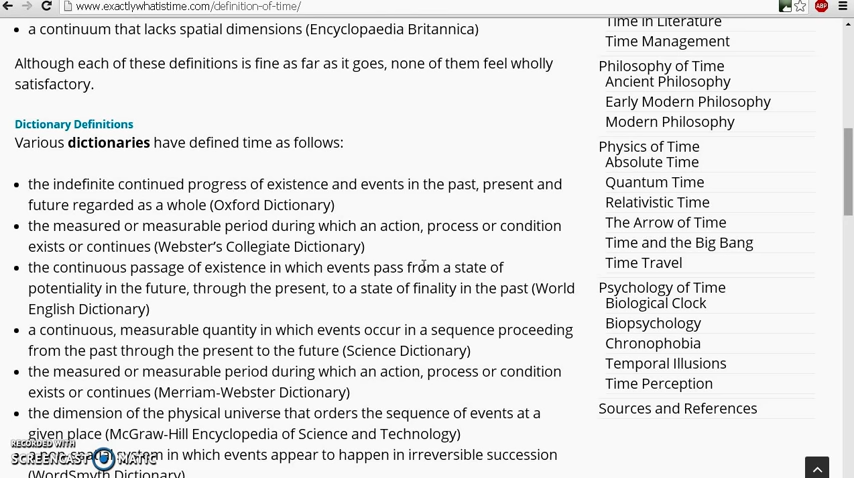 www.exactlywhatistime.com/definition-of-time/
ABP
a continuum that lacks spatial dimensions (Encyclopaedia Britannica)
Although each of these definitions is fine as far as it goes, none of them feel wholly
satisfactory.
Dictionary Definitions
Various dictionaries have defined time as follows:
the indefinite continued progress of existence and events in the past, present and
future regarded as a whole (Oxford Dictionary)
the measured or measurable period during which an action, process or condition
exists or continues (Webster’s Collegiate Dictionary)
the continuous passage of existence in which events pass from a state of
potentiality in the future, through the present, to a state of finality in the past (World
English Dictionary)
a continuous, measurable quantity in which events occur in a sequence proceeding
from the past through the present to the future (Science Dictionary)
the measured or measurable period during which an action, process or condition
exists or continues (Merriam-Webster Dictionary)
the dimension of the physical universe that orders the sequence of events at a
given place (McGraw-Hill Encyclopedia of Science and Technology)
in which events appear to happen in irreversible succession
(WordSmyth Dictionary)
Time in Literature
Time Management
Philosophy of Time
Ancient Philosophy
Early Modern Philosophy
Modern Philosophy
Physics of Time
Absolute Time
Quantum Time
Relativistic Time
The Arrow of Time
Time and the Big Bang
Time Travel
Psychology of Time
Biological Clock
Biopsychology
Chronophobia
Temporal Illusions
Time Perception
Sources and References
RECORDED WITH
SCREENCAST MATIC